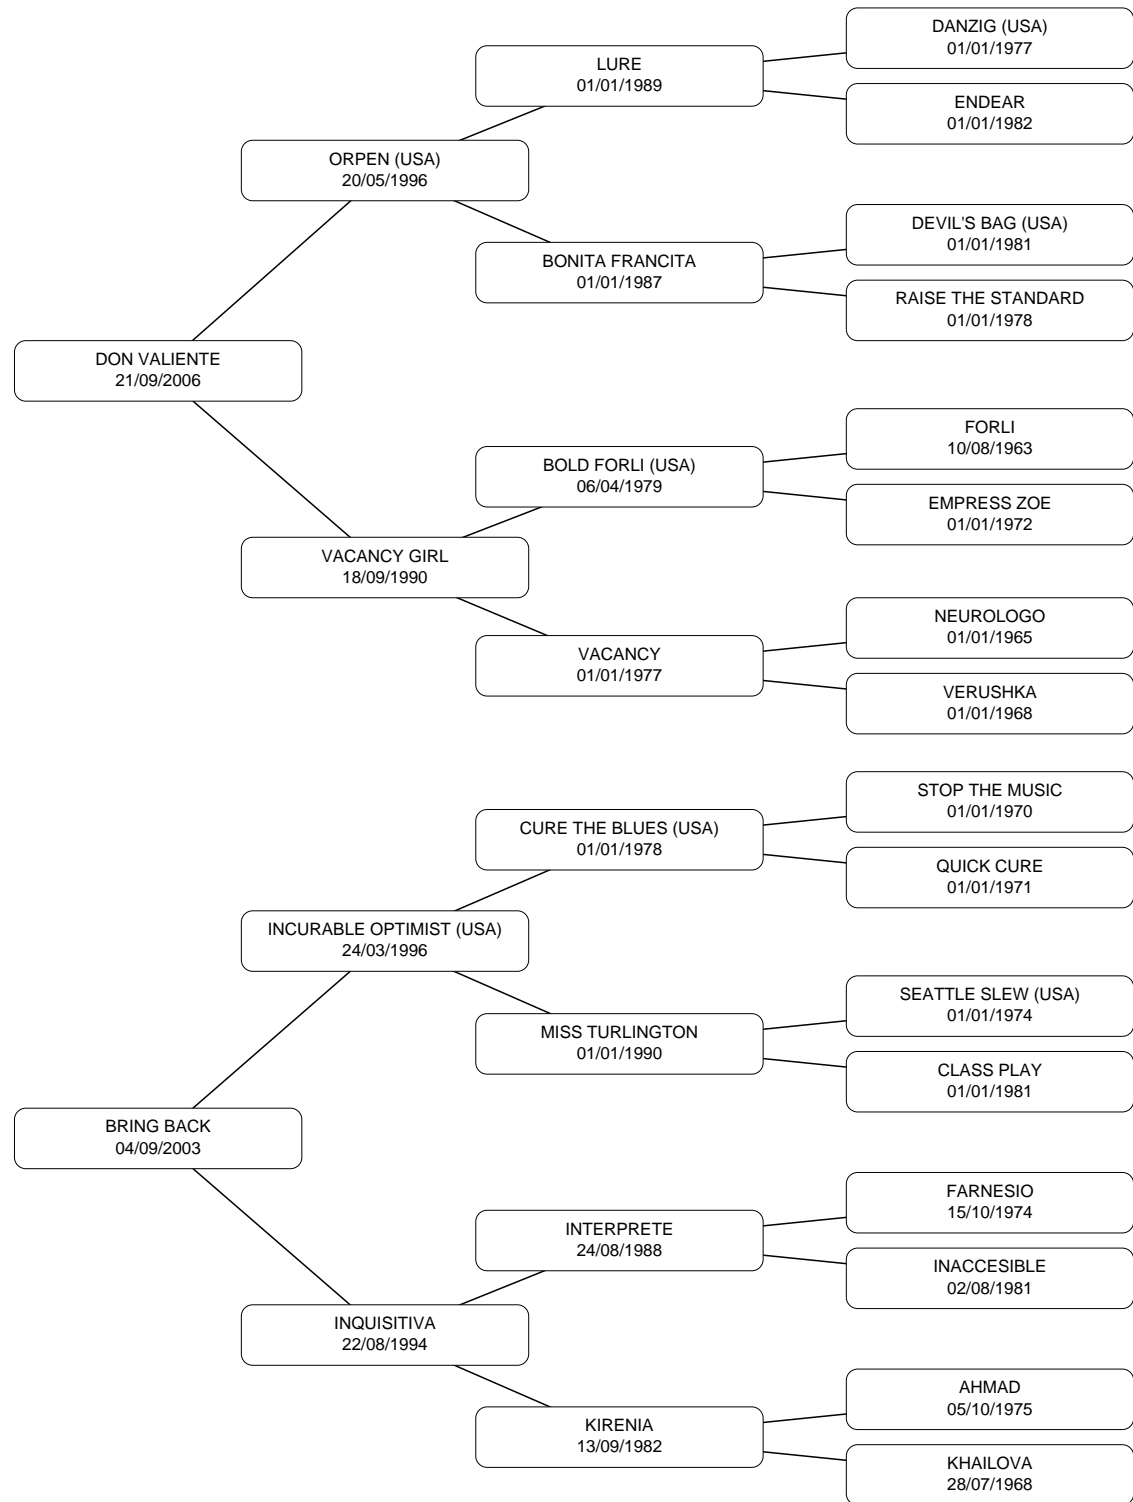 DANZIG (USA)
01/01/1977
LURE
01/01/1989
ENDEAR
01/01/1982
ORPEN (USA)
20/05/1996
DEVIL'S BAG (USA)
01/01/1981
BONITA FRANCITA
01/01/1987
RAISE THE STANDARD
01/01/1978
DON VALIENTE
21/09/2006
FORLI
10/08/1963
BOLD FORLI (USA)
06/04/1979
EMPRESS ZOE
01/01/1972
VACANCY GIRL
18/09/1990
NEUROLOGO
01/01/1965
VACANCY
01/01/1977
VERUSHKA
01/01/1968
STOP THE MUSIC
01/01/1970
CURE THE BLUES (USA)
01/01/1978
QUICK CURE
01/01/1971
INCURABLE OPTIMIST (USA)
24/03/1996
SEATTLE SLEW (USA)
01/01/1974
MISS TURLINGTON
01/01/1990
CLASS PLAY
01/01/1981
BRING BACK
04/09/2003
FARNESIO
15/10/1974
INTERPRETE
24/08/1988
INACCESIBLE
02/08/1981
INQUISITIVA
22/08/1994
AHMAD
05/10/1975
KIRENIA
13/09/1982
KHAILOVA
28/07/1968